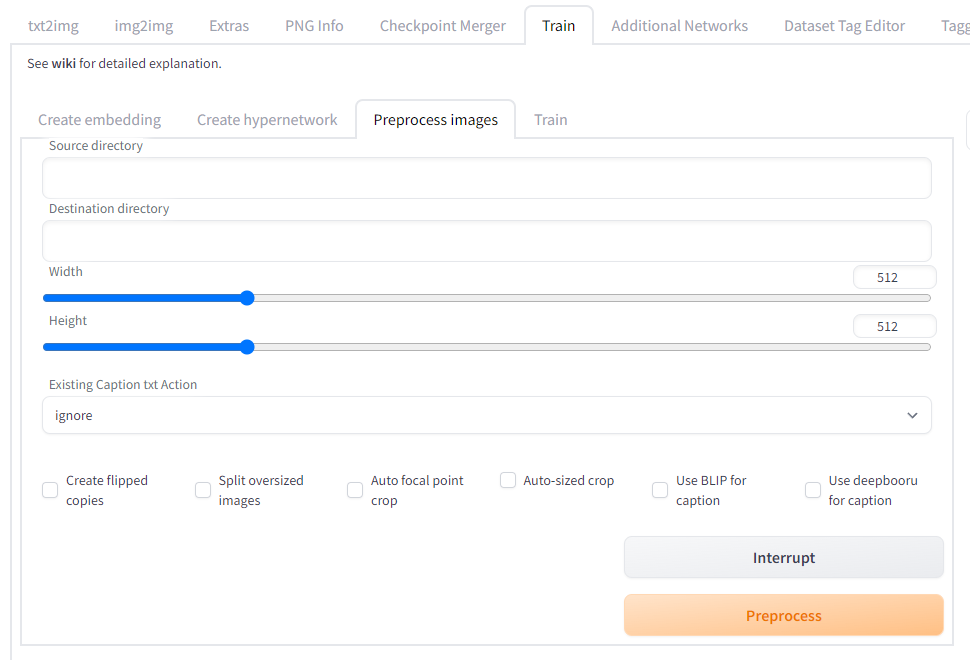 txt2img img2img Extras PNG Info Checkpoint Merger Train Additional Networks Dataset Tag Editor Tagg
See wiki for detailed explanation.
Create embedding Create hypernetwork Preprocess images Train
Source directory
Destination directory
Width
512
Height
512
Existing Caption txt Action
ignore
Create flipped
copies
Split oversized
images
Auto focal point
crop
Auto-sized crop
Use BLIP for
caption
Use deepbooru
for caption
Interrupt
Preprocess